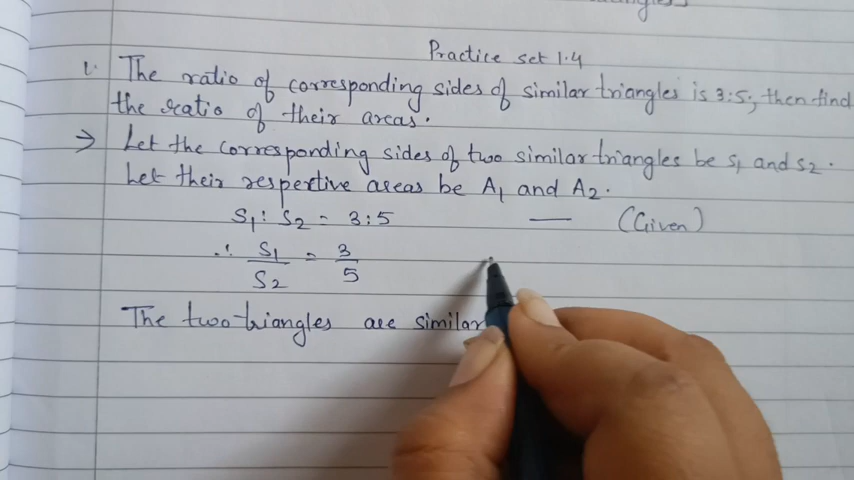 Practice set 1.4
1. The ratio of corresponding sides of similar triangles is 3:5, then find
the ratio of their areas.
→ Let the corresponding sides of two similar triangles be s₁ and s₂.
Let their respertive areas be A₁ and A₂.
S₁ : S₂ = 3:5 — (Given)
∴ S₁/S₂ = 3/5
The two triangles are similar